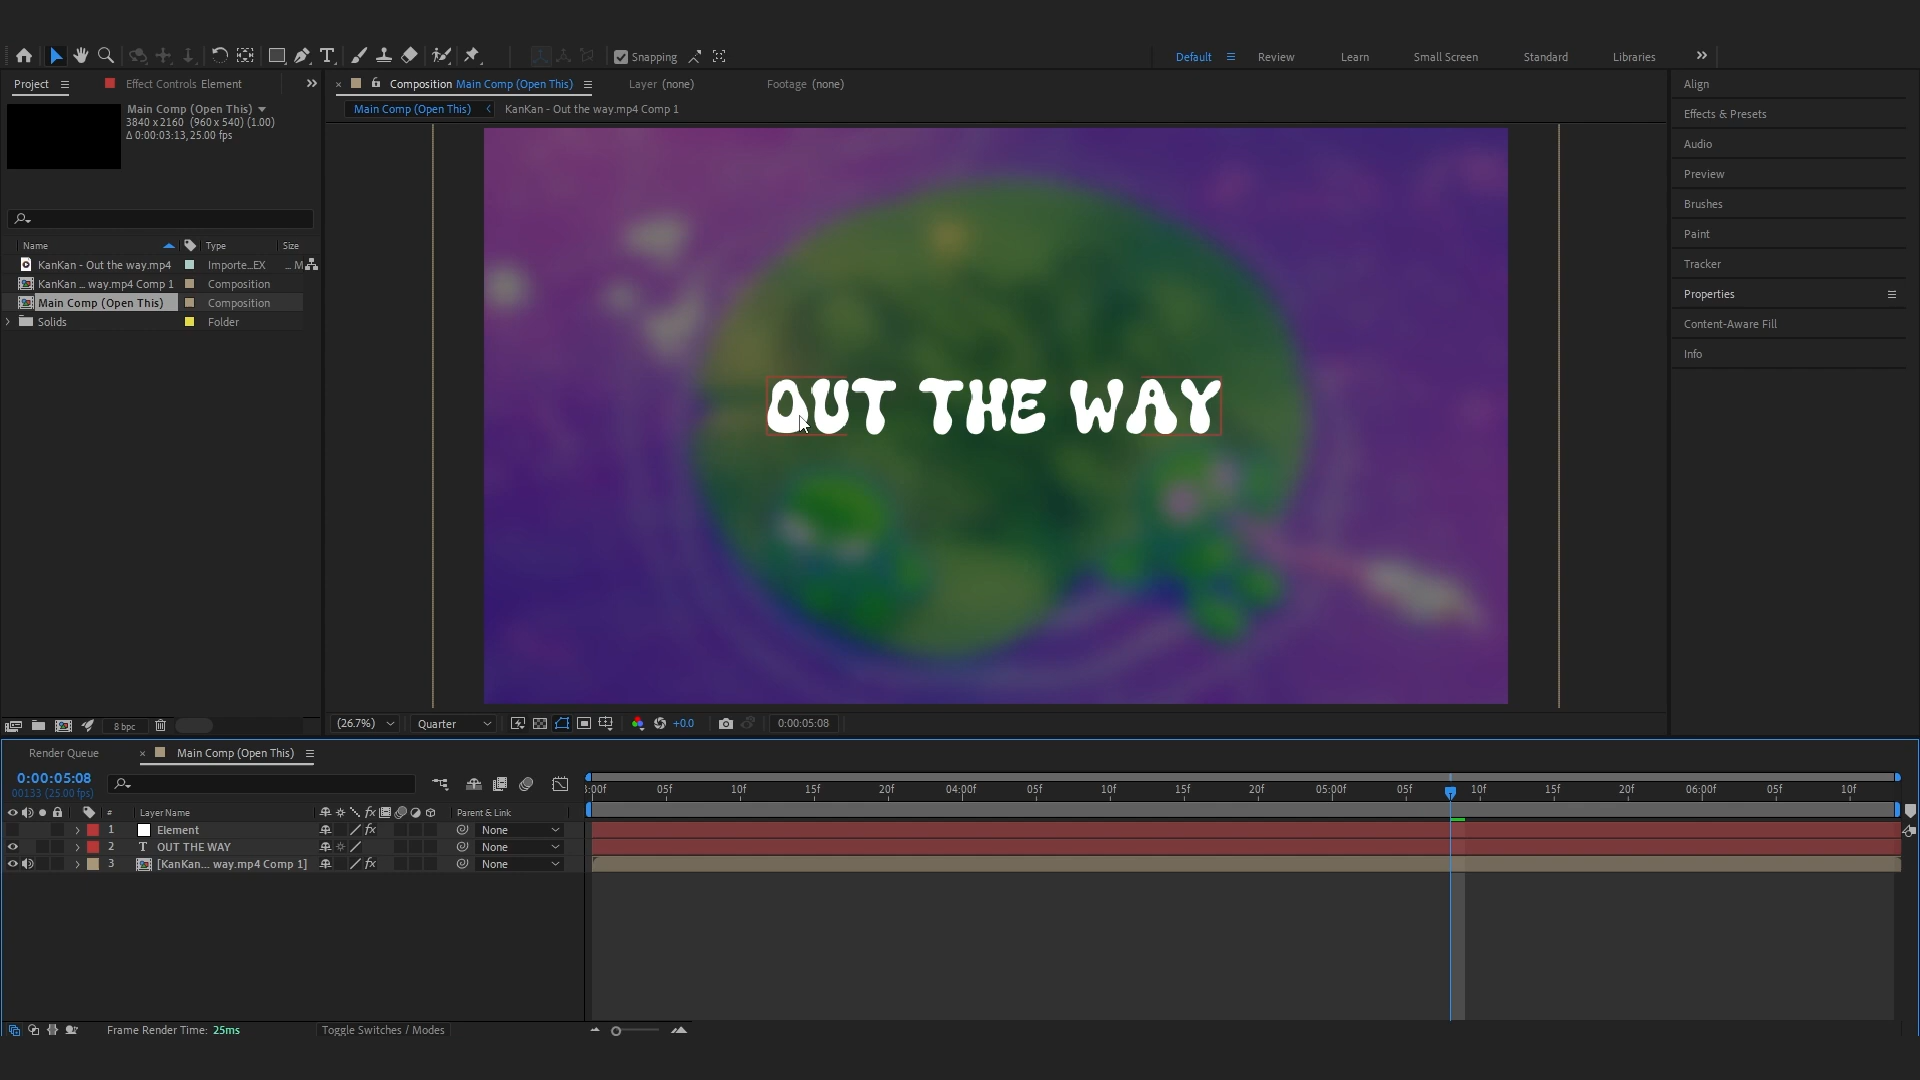 Snapping
Default
Review
Learn
Small Screen
Standard
Libraries
Project
Effect Controls Element
Composition Main Comp (Open This)
Layer (none)
Footage (none)
Main Comp (Open This)
KanKan - Out the way.mp4 Comp 1
Main Comp (Open This)
3840 x 2160 (960 x 540) (1.00)
Δ 0:00:03:13, 25.00 fps
Name
Type
Size
KanKan - Out the way.mp4
Importe...EX
... M
KanKan ... way.mp4 Comp 1
Composition
Main Comp (Open This)
Composition
Solids
Folder
OUT THE WAY
Align
Effects & Presets
Audio
Preview
Brushes
Paint
Tracker
Properties
Content-Aware Fill
Info
8 bpc
(26.7%)
Quarter
+0.0
0:00:05:08
Render Queue
Main Comp (Open This)
0:00:05:08
00133 (25.00 fps)
3:00f 05f 10f 15f 20f 04:00f 05f 10f 15f 20f 05:00f 05f 10f 15f 20f 06:00f 05f 10f
# Layer Name
fx
Parent & Link
1 Element fx None
2 T OUT THE WAY None
3 [KanKan... way.mp4 Comp 1] fx None
Frame Render Time: 25ms
Toggle Switches / Modes